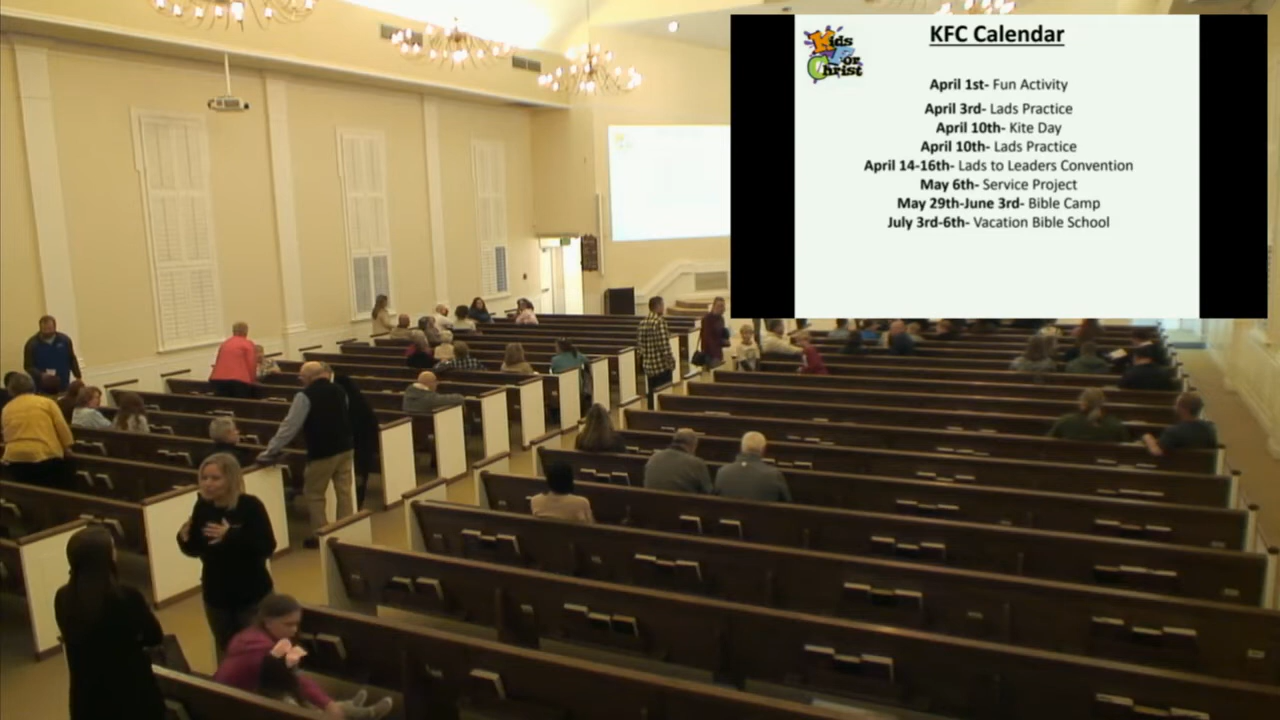 KFC Calendar
Kids
For
Christ
April 1st- Fun Activity
April 3rd- Lads Practice
April 10th- Kite Day
April 10th- Lads Practice
April 14-16th- Lads to Leaders Convention
May 6th- Service Project
May 29th-June 3rd- Bible Camp
July 3rd-6th- Vacation Bible School